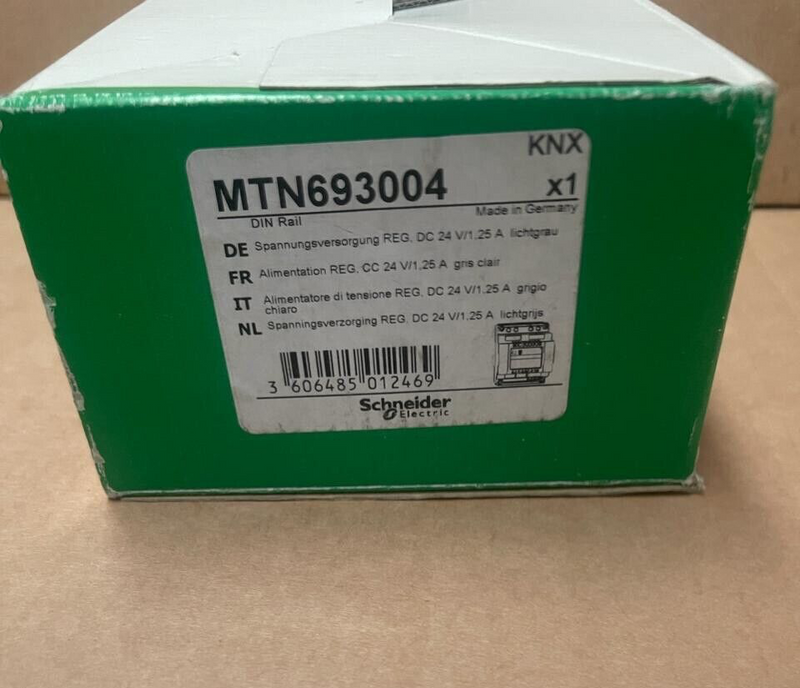 KNX
MTN693004 x1
DIN Rail Made in Germany
DE Spannungsversorgung REG, DC 24 V/1,25 A lichtgrau
FR Alimentation REG, CC 24 V/1,25 A gris clair
IT Alimentatore di tensione REG, DC 24 V/1,25 A grigio
chiaro
NL Spanningsverzorging REG, DC 24 V/1,25 A lichtgrijs
3 606485 012469
Schneider
Electric